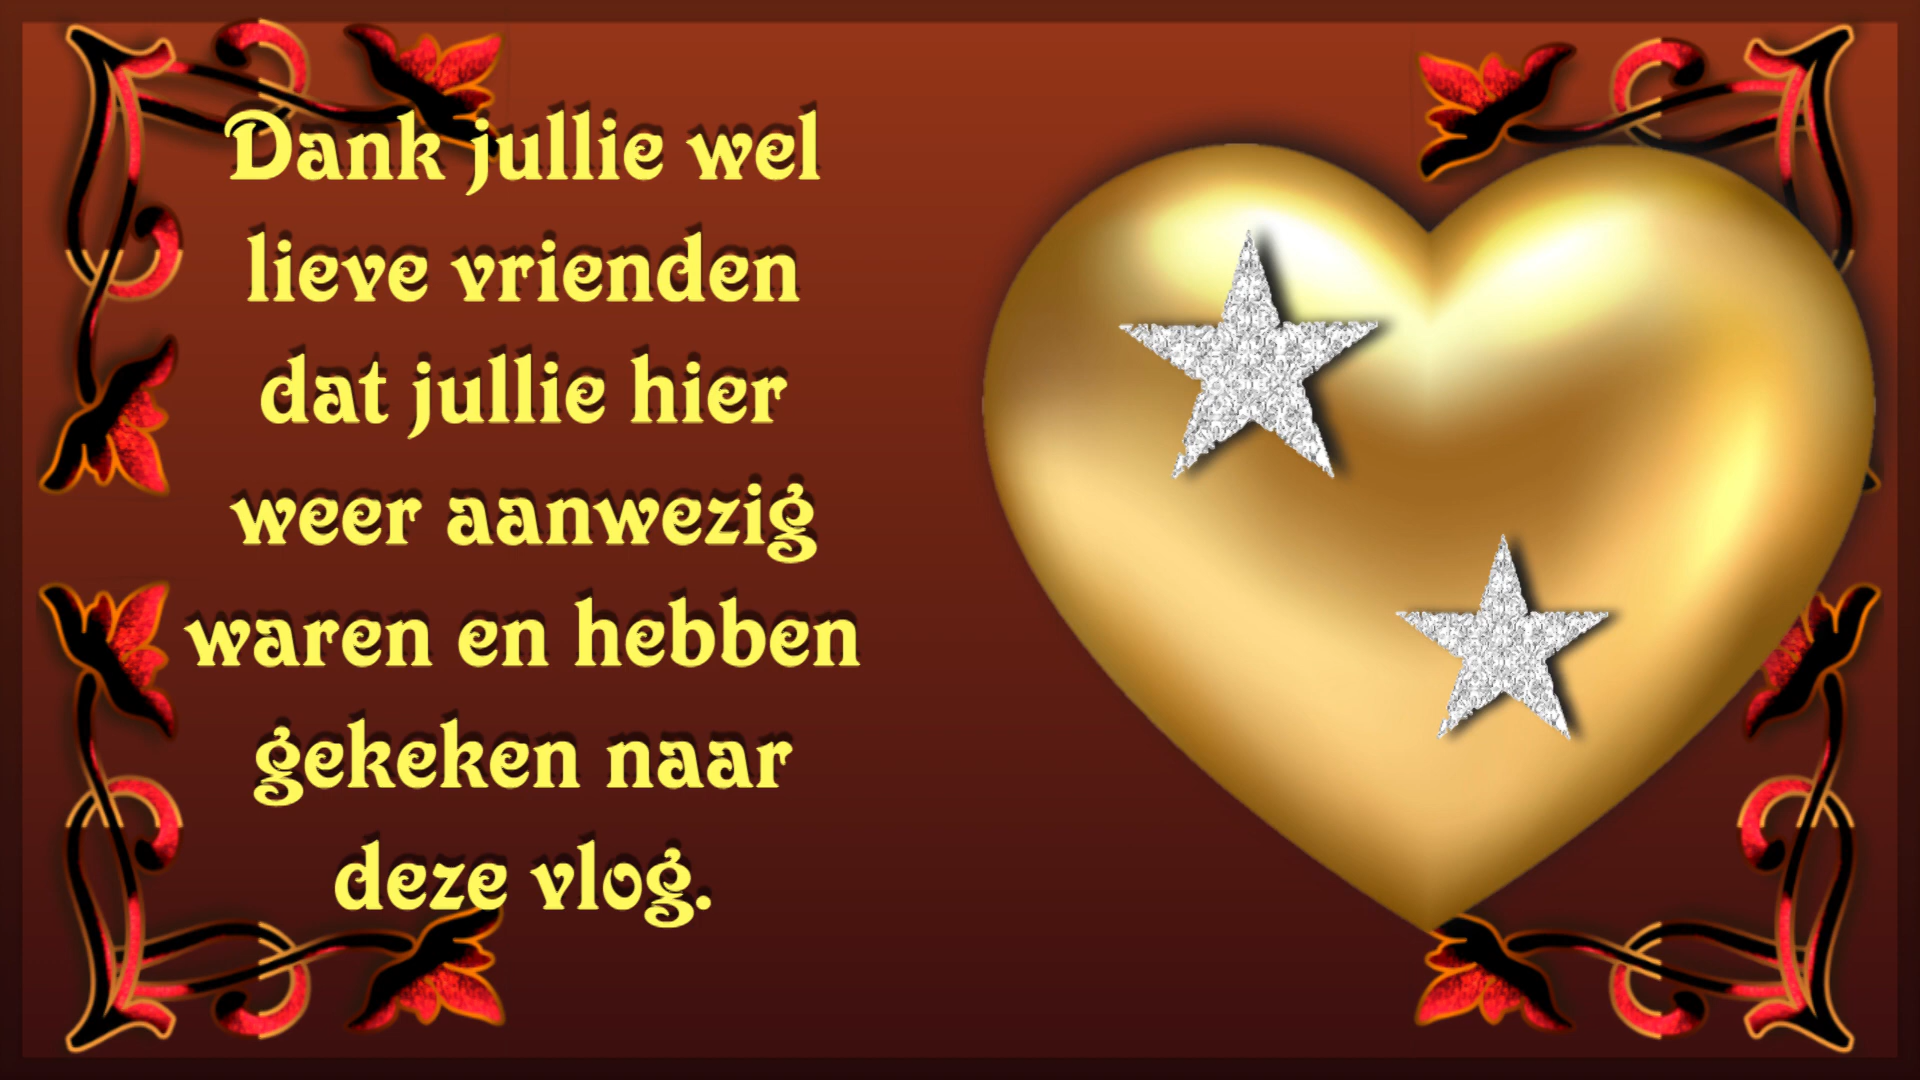 Dank jullie wel
lieve vrienden
dat jullie hier
weer aanwezig
waren en hebben
gekeken naar
deze vlog.